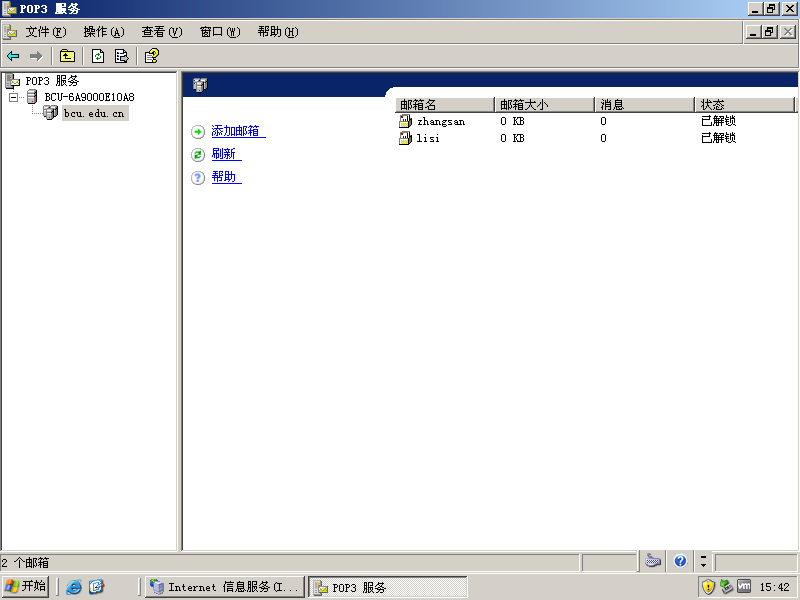 POP3 服务
文件(F) 操作(A) 查看(V) 窗口(W) 帮助(H)
POP3 服务
BCU-6A9000E10A8
bcu.edu.cn
添加邮箱
刷新
帮助
邮箱名 邮箱大小 消息 状态
zhangsan 0 KB 0 已解锁
lisi 0 KB 0 已解锁
2 个邮箱
开始 Internet 信息服务(I... POP3 服务 15:42